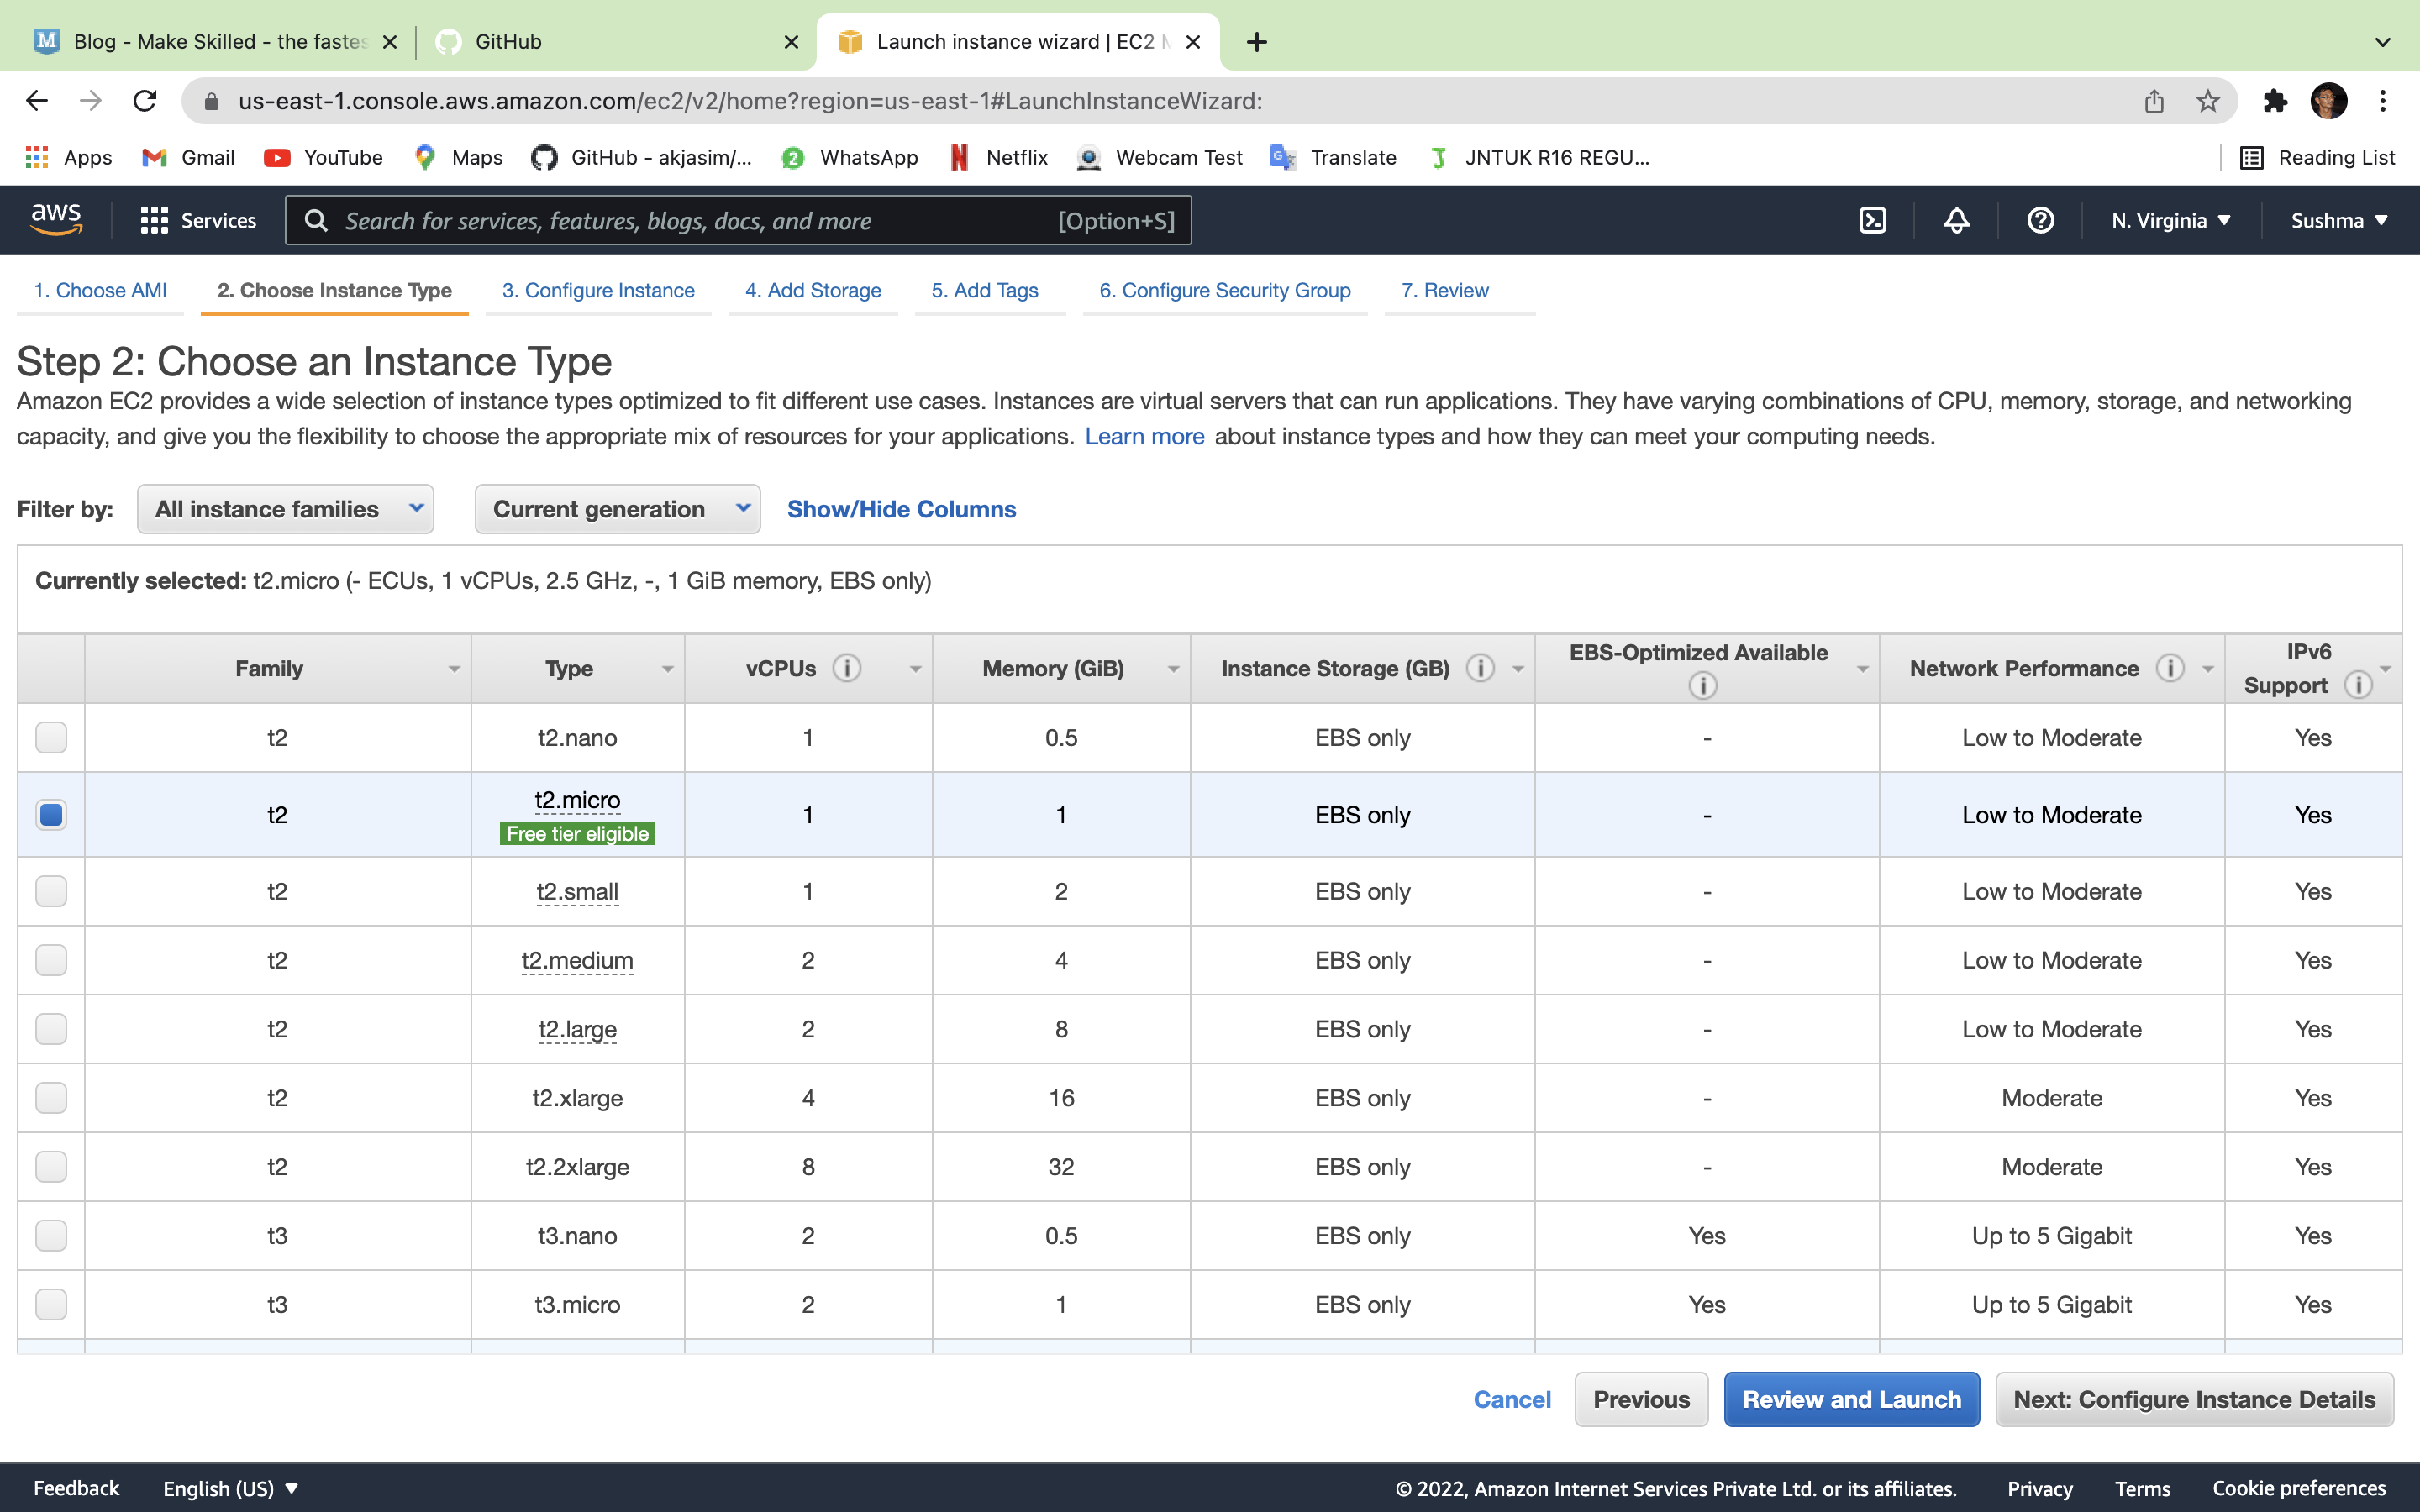 Blog - Make Skilled - the fastes
GitHub
Launch instance wizard | EC2 M
us-east-1.console.aws.amazon.com/ec2/v2/home?region=us-east-1#LaunchInstanceWizard:
Apps Gmail YouTube Maps GitHub - akjasim/... 2 WhatsApp Netflix Webcam Test Translate JNTUK R16 REGU... Reading List
aws Services Search for services, features, blogs, docs, and more [Option+S] N. Virginia ▼ Sushma ▼
1. Choose AMI 2. Choose Instance Type 3. Configure Instance 4. Add Storage 5. Add Tags 6. Configure Security Group 7. Review
Step 2: Choose an Instance Type
Amazon EC2 provides a wide selection of instance types optimized to fit different use cases. Instances are virtual servers that can run applications. They have varying combinations of CPU, memory, storage, and networking
capacity, and give you the flexibility to choose the appropriate mix of resources for your applications. Learn more about instance types and how they can meet your computing needs.
Filter by: All instance families Current generation Show/Hide Columns
Currently selected: t2.micro (- ECUs, 1 vCPUs, 2.5 GHz, -, 1 GiB memory, EBS only)
Family Type vCPUs Memory (GiB) Instance Storage (GB) EBS-Optimized Available Network Performance IPv6 Support
t2 t2.nano 1 0.5 EBS only - Low to Moderate Yes
t2 t2.micro Free tier eligible 1 1 EBS only - Low to Moderate Yes
t2 t2.small 1 2 EBS only - Low to Moderate Yes
t2 t2.medium 2 4 EBS only - Low to Moderate Yes
t2 t2.large 2 8 EBS only - Low to Moderate Yes
t2 t2.xlarge 4 16 EBS only - Moderate Yes
t2 t2.2xlarge 8 32 EBS only - Moderate Yes
t3 t3.nano 2 0.5 EBS only Yes Up to 5 Gigabit Yes
t3 t3.micro 2 1 EBS only Yes Up to 5 Gigabit Yes
Cancel Previous Review and Launch Next: Configure Instance Details
Feedback English (US) ▼ © 2022, Amazon Internet Services Private Ltd. or its affiliates. Privacy Terms Cookie preferences